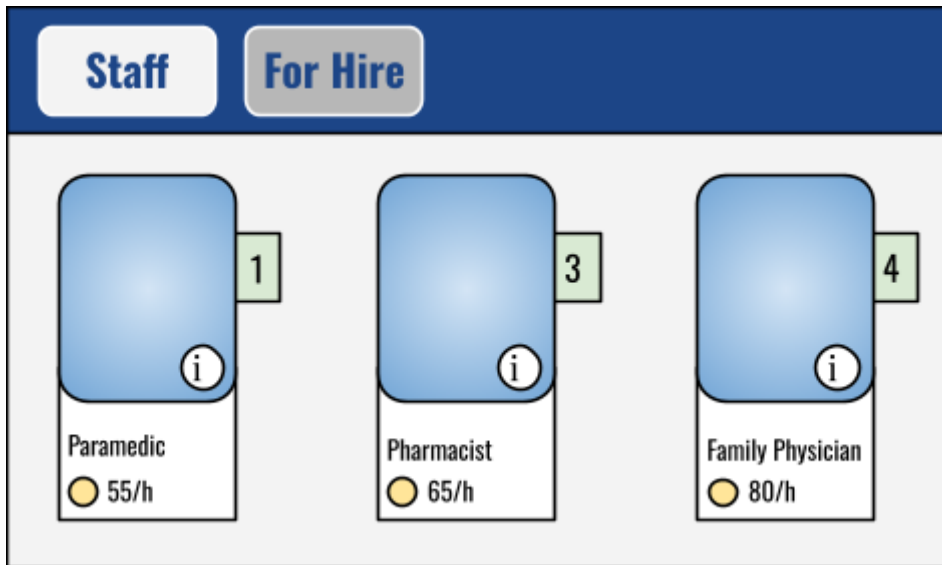 Staff
For Hire
1
i
Paramedic
55/h
3
i
Pharmacist
65/h
4
i
Family Physician
80/h